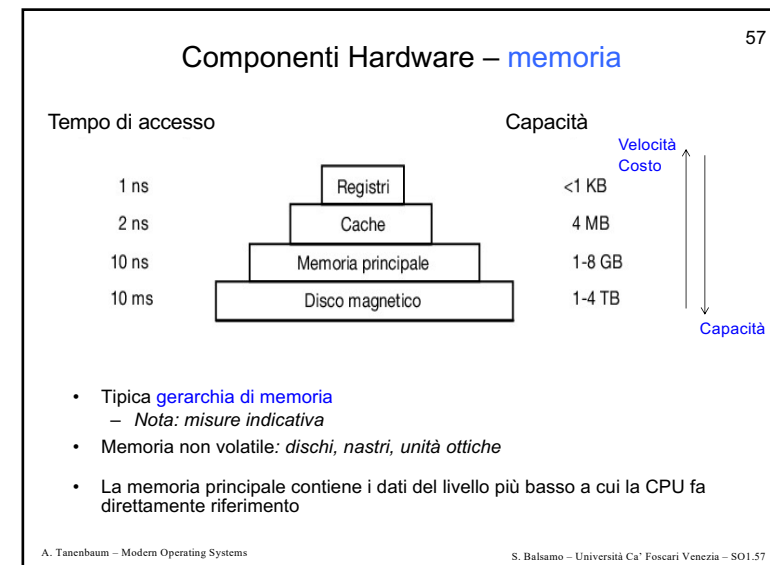 57
Componenti Hardware – memoria
Tempo di accesso
Capacità
Velocità
Costo
1 ns Registri <1 KB
2 ns Cache 4 MB
10 ns Memoria principale 1-8 GB
10 ms Disco magnetico 1-4 TB
Capacità
• Tipica gerarchia di memoria
– Nota: misure indicativa
• Memoria non volatile: dischi, nastri, unità ottiche
• La memoria principale contiene i dati del livello più basso a cui la CPU fa
direttamente riferimento
A. Tanenbaum – Modern Operating Systems
S. Balsamo – Università Ca’ Foscari Venezia – SO1.57